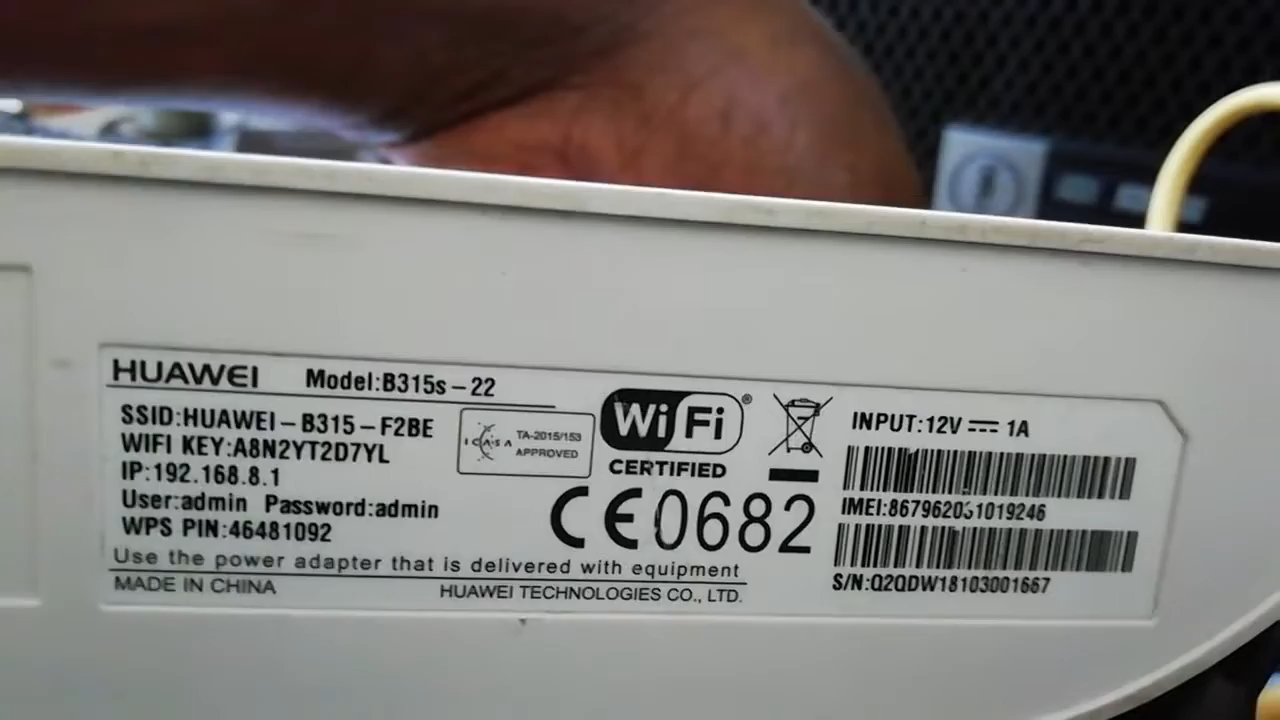 HUAWEI Model:B315s-22
SSID:HUAWEI-B315-F2BE
WIFI KEY:A8N2YT2D7YL
IP:192.168.8.1
User:admin Password:admin
WPS PIN:46481092
Use the power adapter that is delivered with equipment
MADE IN CHINA HUAWEI TECHNOLOGIES CO., LTD.
ICASA TA-2015/153
APPROVED
WiFi®
CERTIFIED
CE0682
INPUT:12V ⎓ 1A
S/N:Q2QDW18103001667